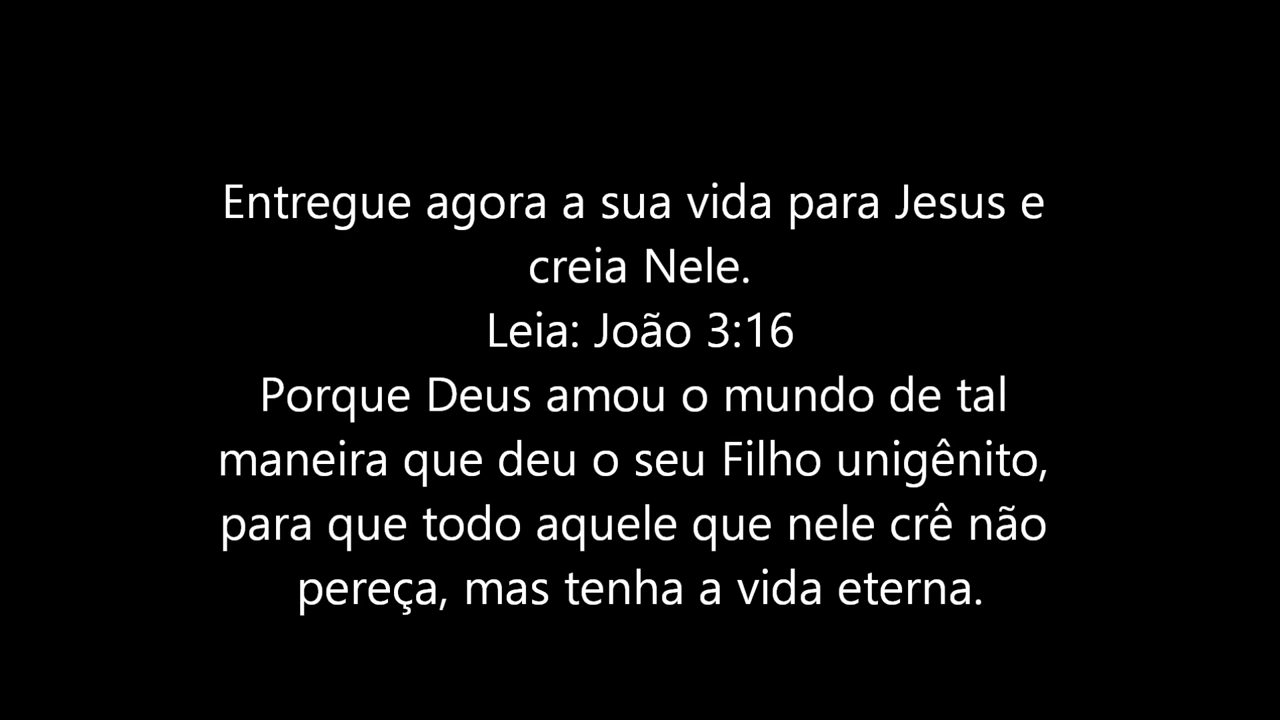 Entregue agora a sua vida para Jesus e
creia Nele.
Leia: João 3:16
Porque Deus amou o mundo de tal
maneira que deu o seu Filho unigênito,
para que todo aquele que nele crê não
pereça, mas tenha a vida eterna.